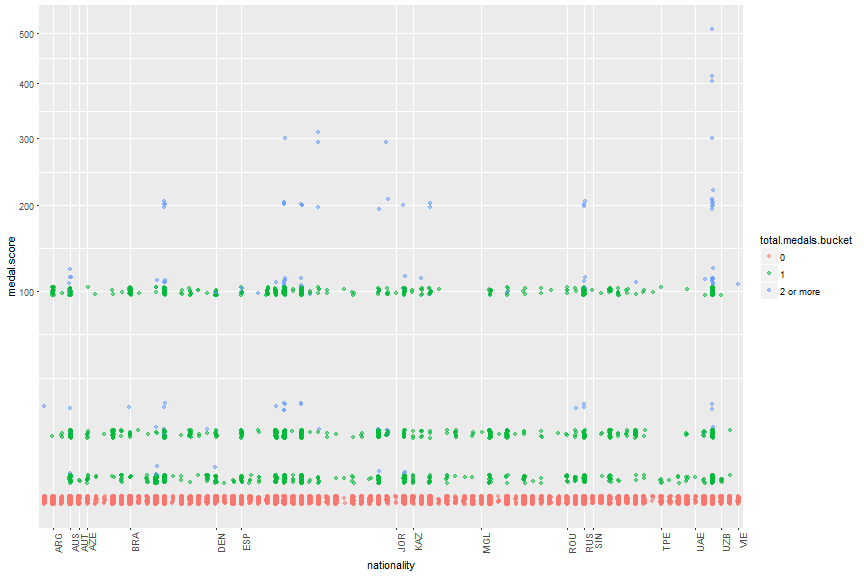 500
400
300
200
100
medal.score
ARG
AUS
AUT
AZE
BRA
DEN
ESP
JOR
KAZ
MGL
ROU
RUS
SIN
TPE
UAE
UZB
VIE
nationality
total.medals.bucket
0
1
2 or more